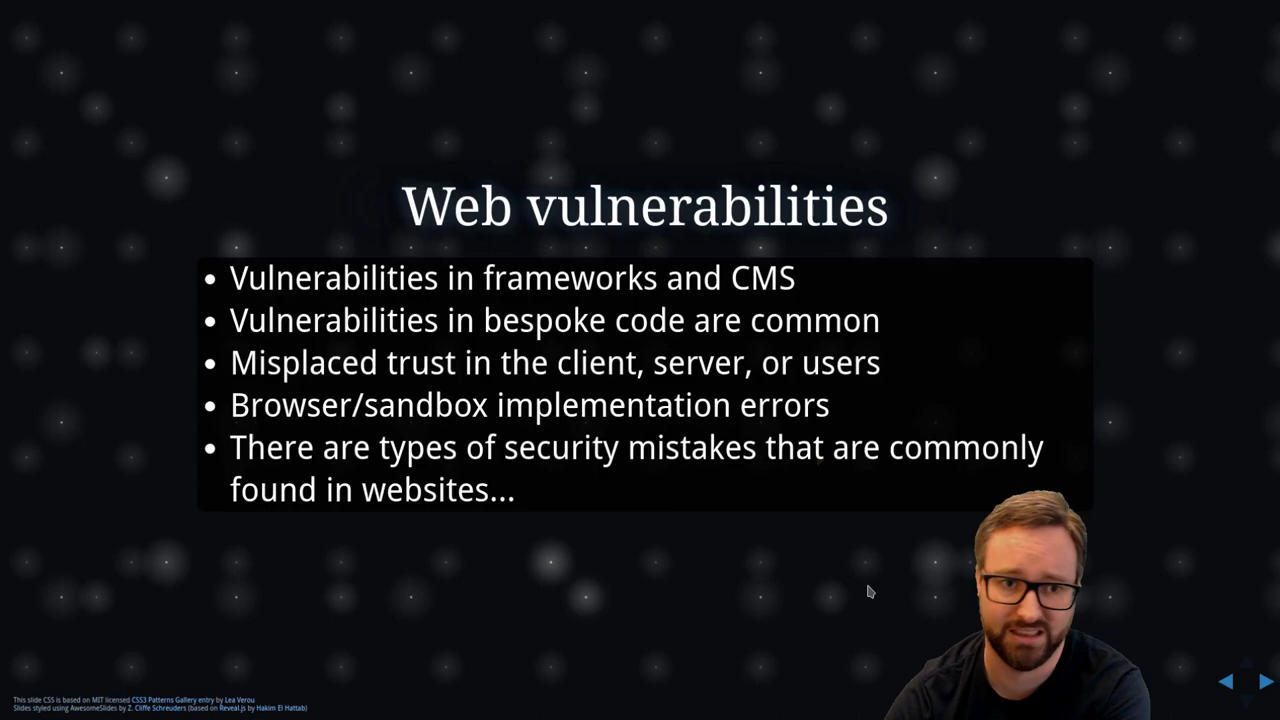 Web vulnerabilities
• Vulnerabilities in frameworks and CMS
• Vulnerabilities in bespoke code are common
• Misplaced trust in the client, server, or users
• Browser/sandbox implementation errors
• There are types of security mistakes that are commonly
found in websites...
This slide CSS is based on MIT licensed CSS3 Patterns Gallery entry by Lea Verou
Slides styled using AwesomeSlides by Z. Cliffe Schreuders (based on Reveal.js by Hakim El Hattab)